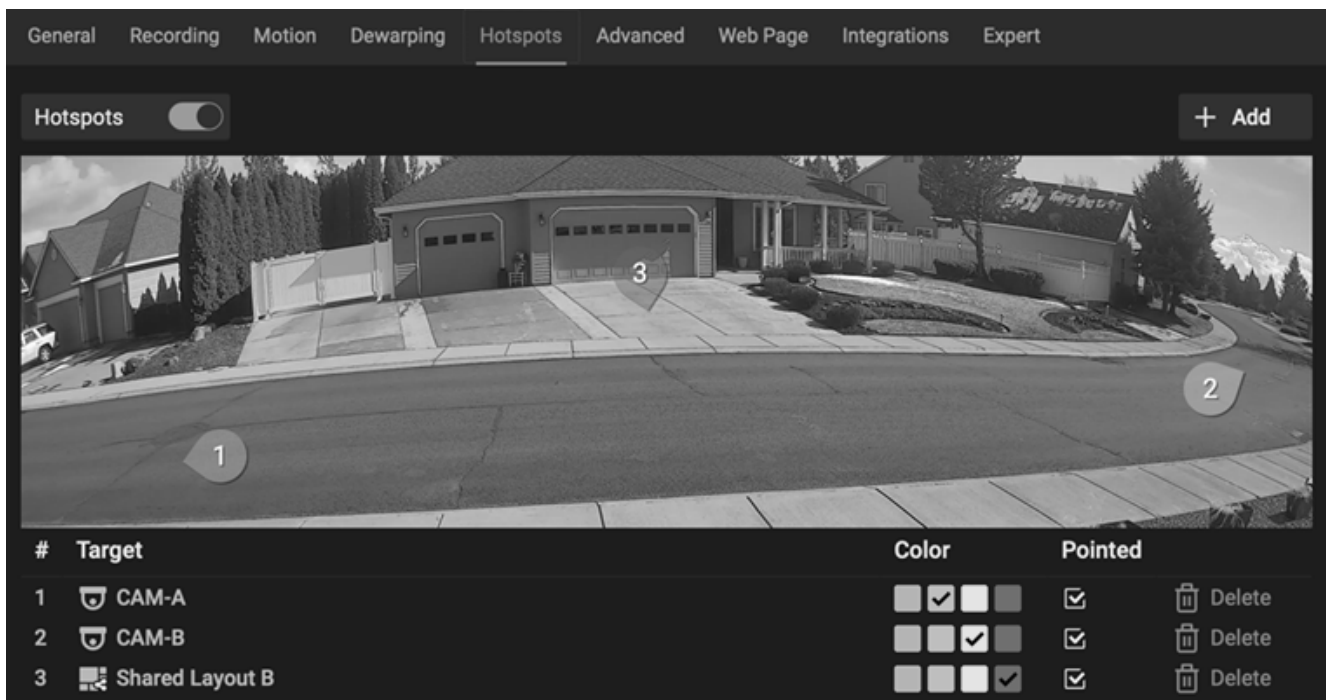 General Recording Motion Dewarping Hotspots Advanced Web Page Integrations Expert
Hotspots + Add
3
2
1
# Target Color Pointed
1 CAM-A Delete
2 CAM-B Delete
3 Shared Layout B Delete